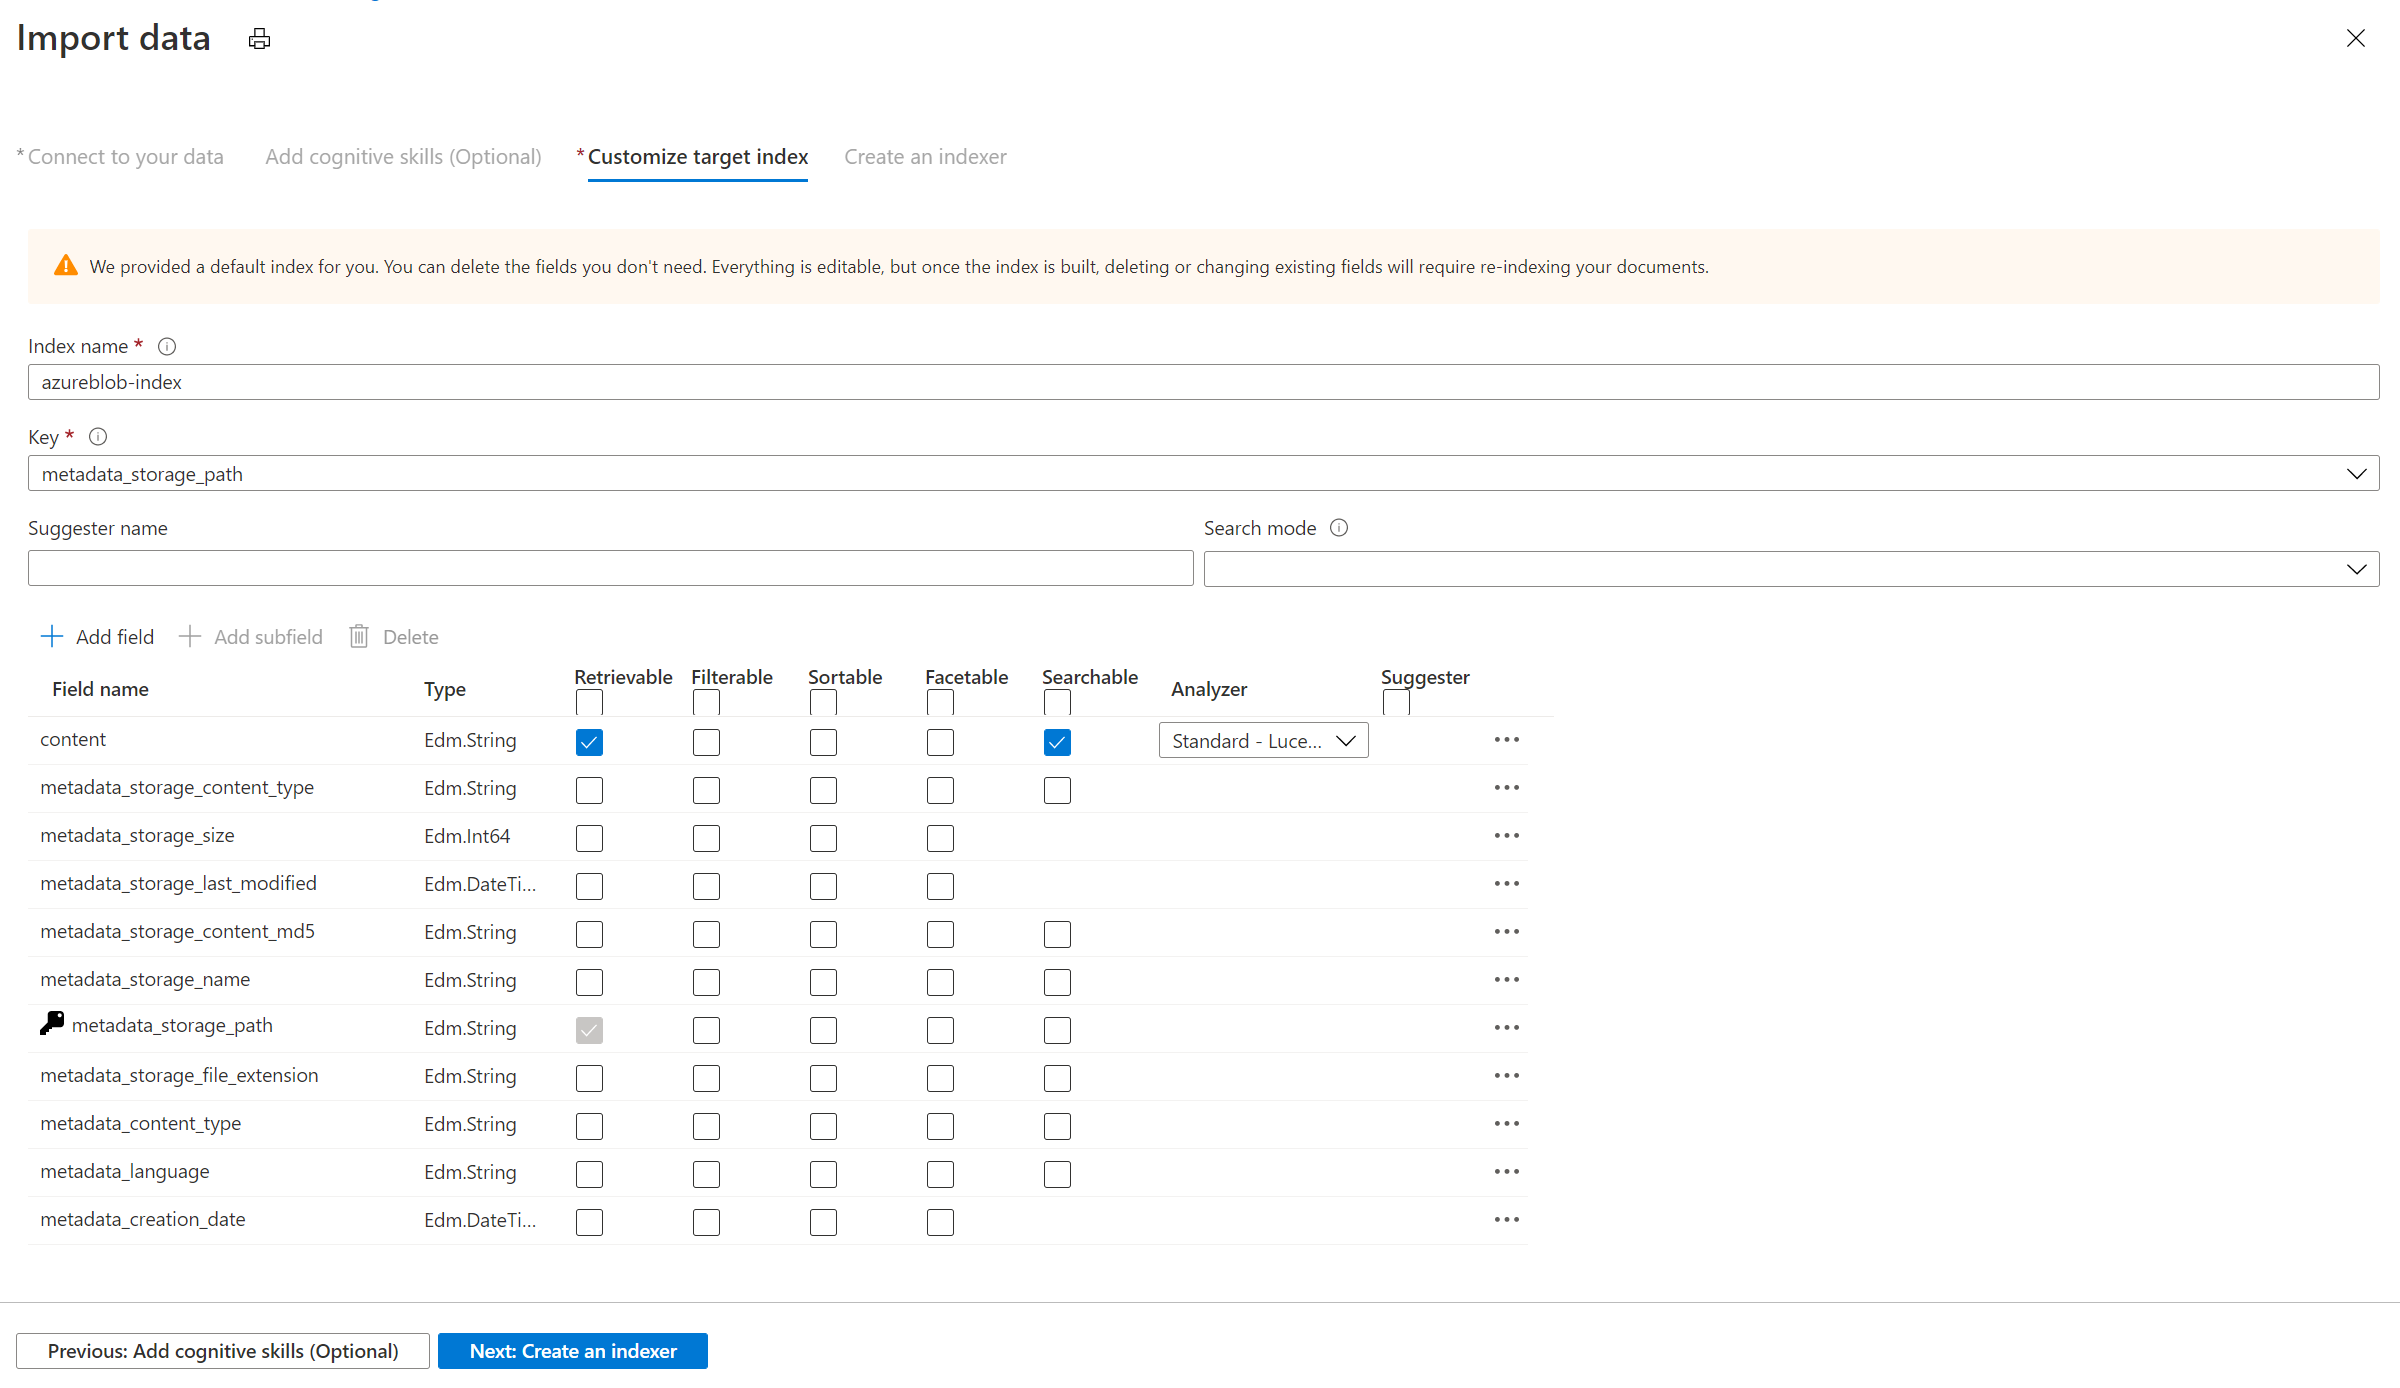 Import data
* Connect to your data Add cognitive skills (Optional) * Customize target index Create an indexer
We provided a default index for you. You can delete the fields you don't need. Everything is editable, but once the index is built, deleting or changing existing fields will require re-indexing your documents.
Index name *
azureblob-index
Key *
metadata_storage_path
Suggester name Search mode
Add field Add subfield Delete
Field name Type Retrievable Filterable Sortable Facetable Searchable Analyzer Suggester
content Edm.String Standard - Luce...
metadata_storage_content_type Edm.String
metadata_storage_size Edm.Int64
metadata_storage_last_modified Edm.DateTi...
metadata_storage_content_md5 Edm.String
metadata_storage_name Edm.String
metadata_storage_path Edm.String
metadata_storage_file_extension Edm.String
metadata_content_type Edm.String
metadata_language Edm.String
metadata_creation_date Edm.DateTi...
Previous: Add cognitive skills (Optional) Next: Create an indexer